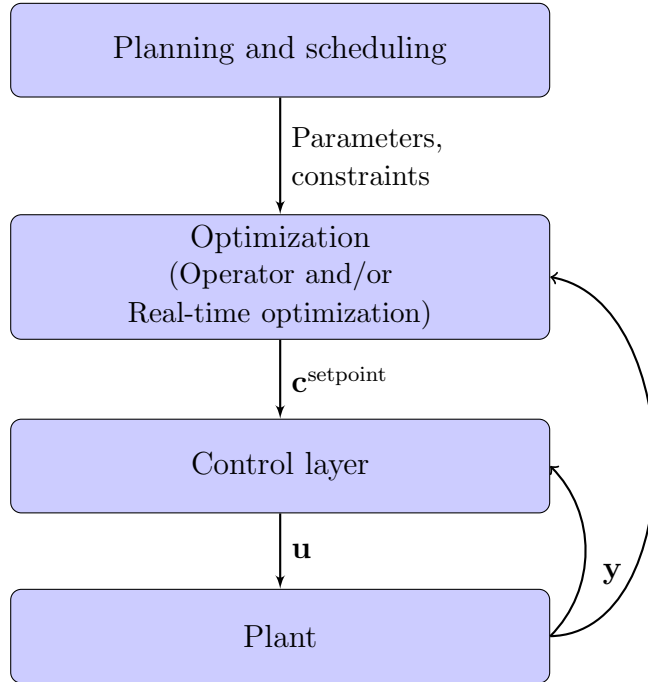 Planning and scheduling
Parameters,
constraints
Optimization
(Operator and/or
Real-time optimization)
c^setpoint
Control layer
u
y
Plant